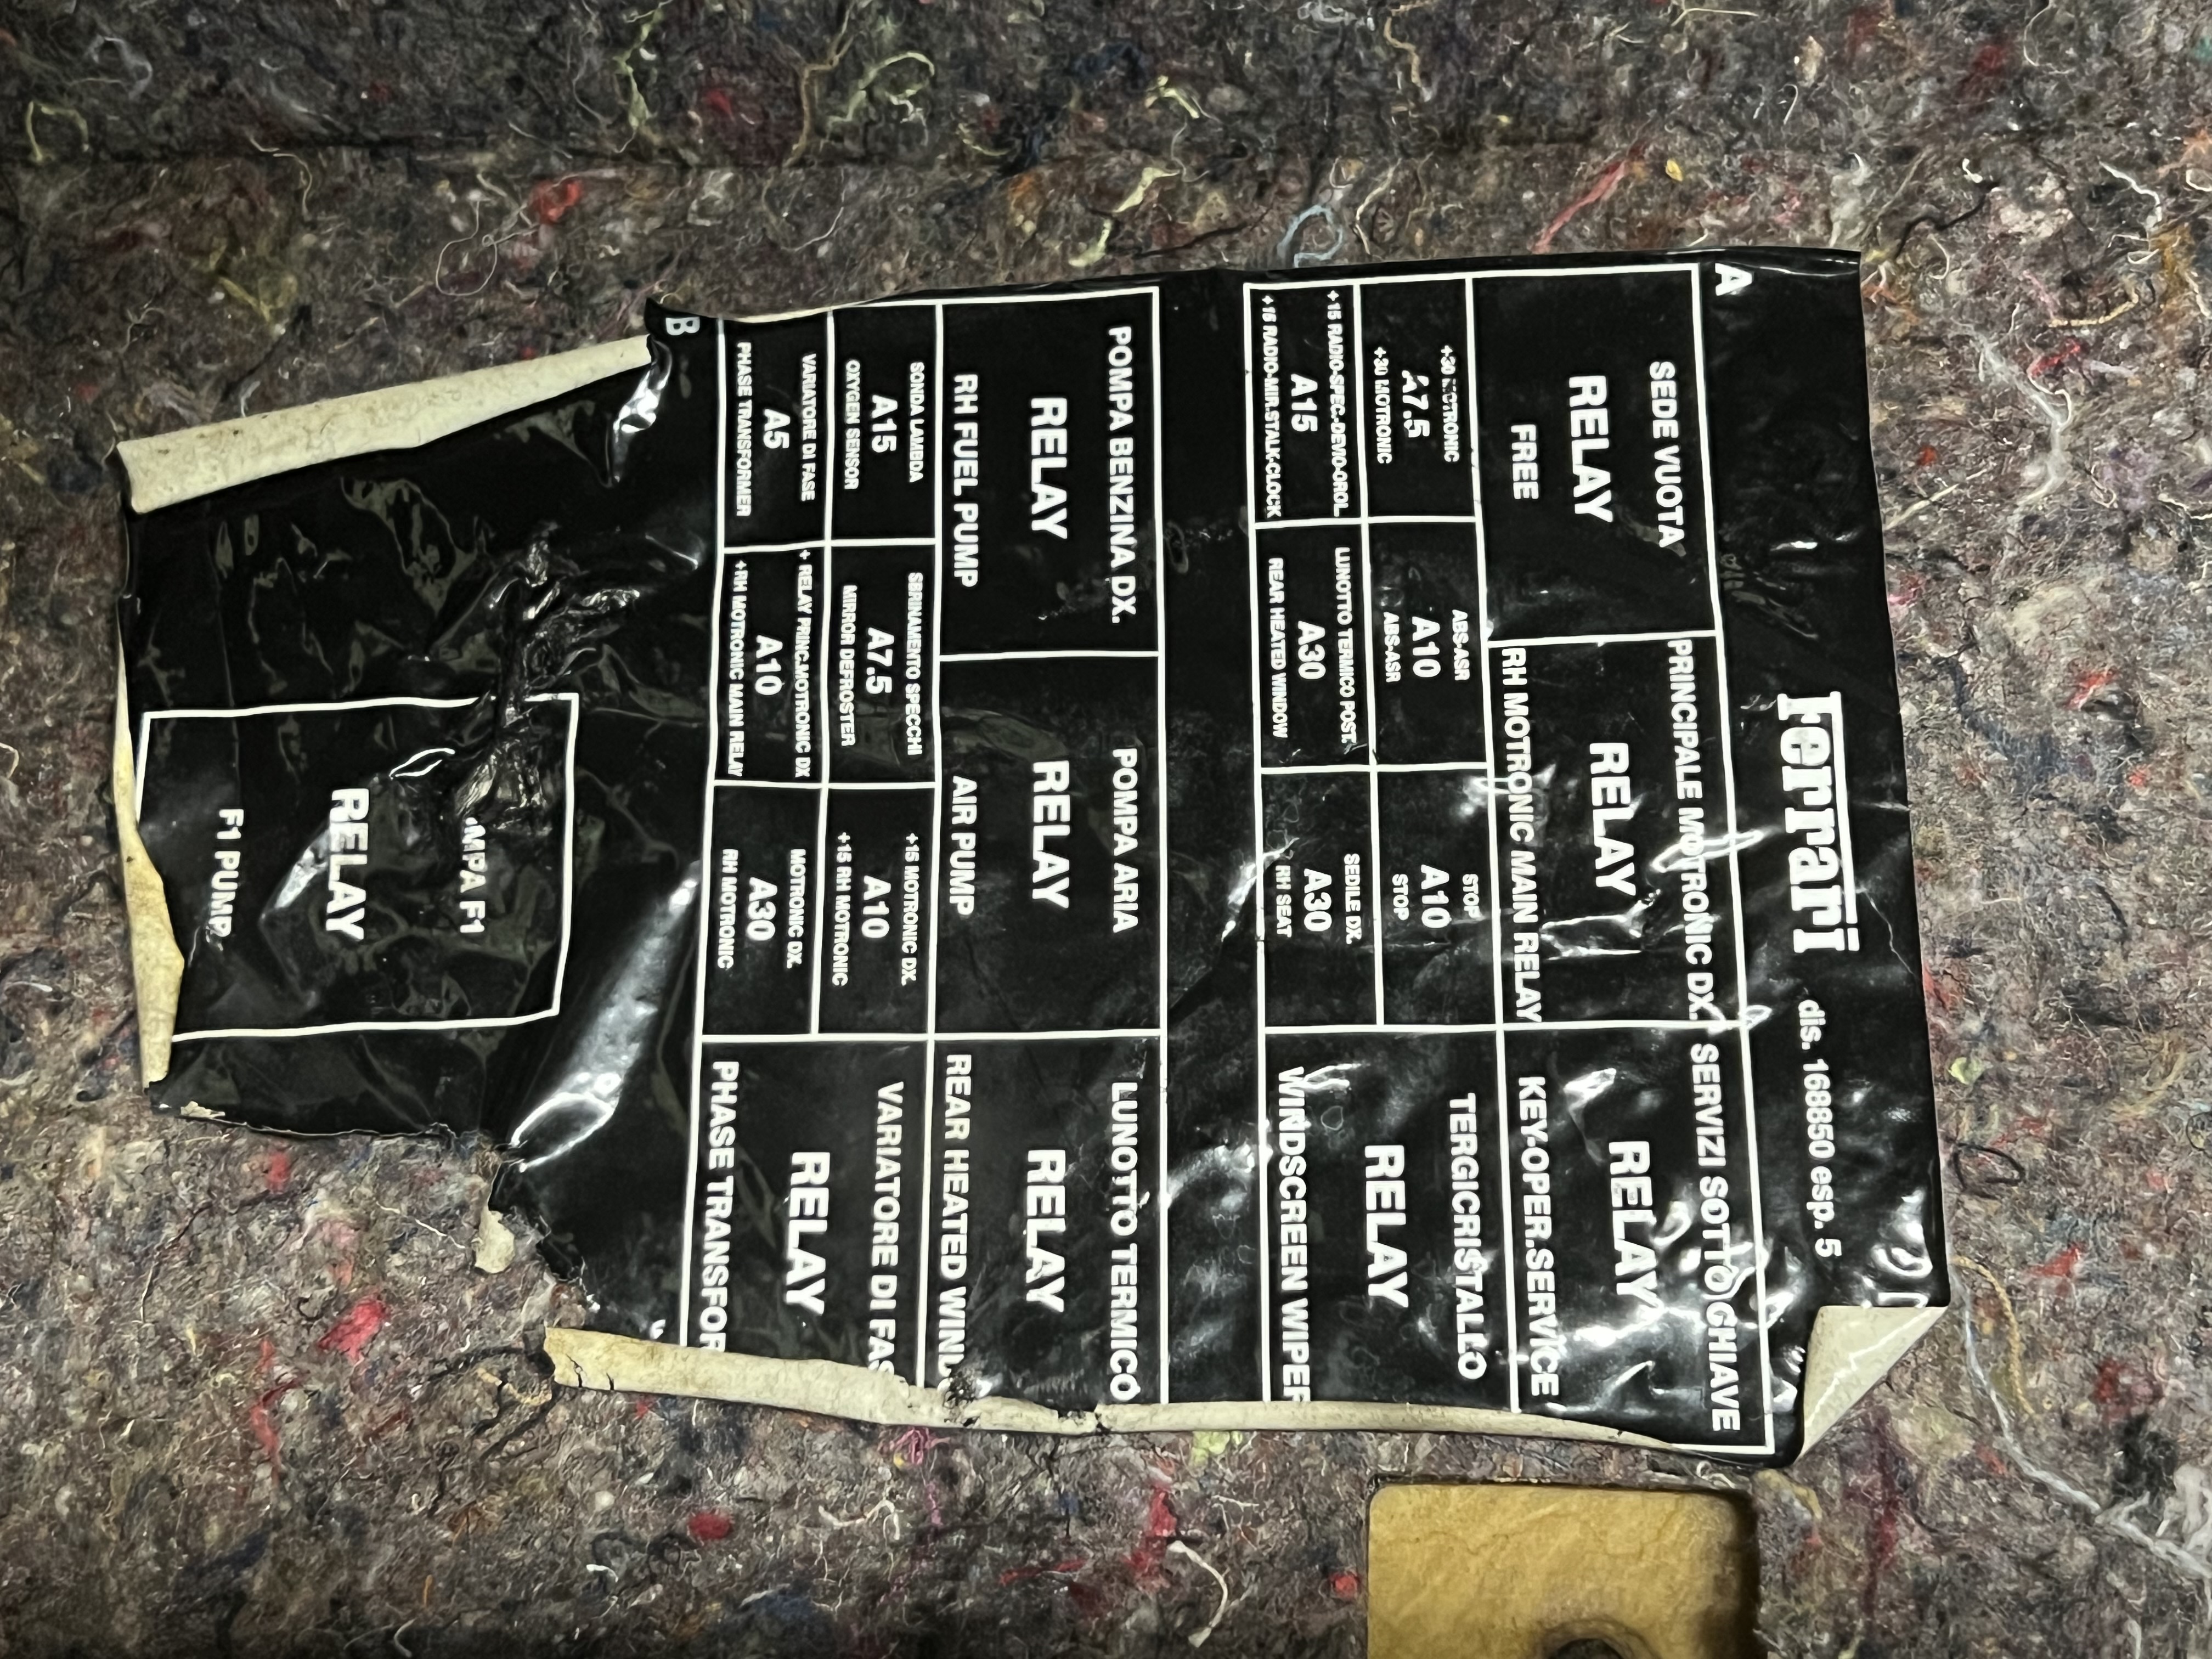 Ferrari dis. 168850 esp. 5
A
SEDE VUOTA
RELAY
FREE
PRINCIPALE MOTRONIC DX.
RELAY
RH MOTRONIC MAIN RELAY
SERVIZI SOTTO CHIAVE
RELAY
KEY-OPER.SERVICE
+30 MOTRONIC
A7.5
+30 MOTRONIC
ABS-ASR
A10
ABS-ASR
STOP
A10
STOP
TERGICRISTALLO
RELAY
WINDSCREEN WIPER
+15 RADIO-SPEC.-DEVIO-OROL.
A15
+15 RADIO-MIR.STALK-CLOCK
LUNOTTO TERMICO POST.
A30
REAR HEATED WINDOW
SEDILE DX.
A30
RH SEAT
POMPA BENZINA DX.
RELAY
RH FUEL PUMP
POMPA ARIA
RELAY
AIR PUMP
LUNOTTO TERMICO
RELAY
REAR HEATED WIND
SONDA LAMBDA
A15
OXYGEN SENSOR
SBRINAMENTO SPECCHI
A7.5
MIRROR DEFROSTER
+15 MOTRONIC DX.
A10
+15 RH MOTRONIC
VARIATORE DI FAS
RELAY
PHASE TRANSFOR
VARIATORE DI FASE
A5
PHASE TRANSFORMER
+ RELAY PRINC.MOTRONIC DX
A10
+RH MOTRONIC MAIN RELAY
MOTRONIC DX.
A30
RH MOTRONIC
B
MPA F1
RELAY
F1 PUMP